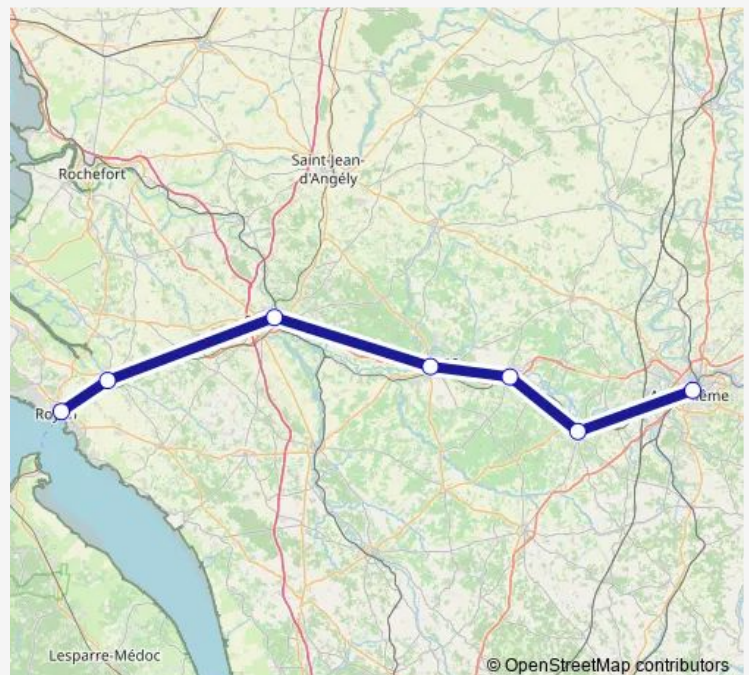 Saint-Jean-
d'Angély
Rochefort
Lesparre-Médoc
© OpenStreetMap contributors